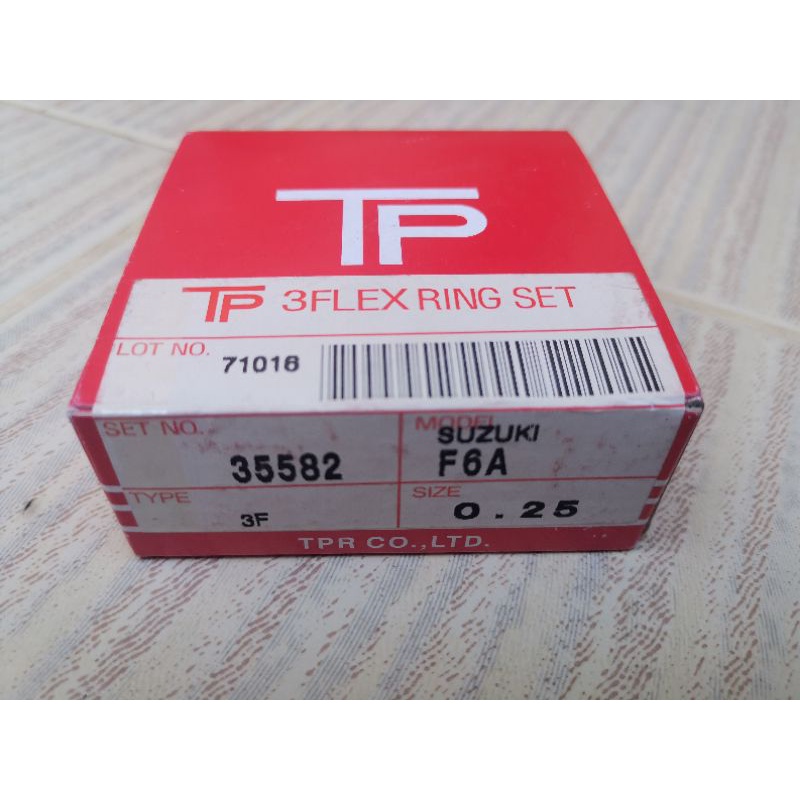 TP
TP 3FLEX RING SET
LOT NO. 71016
SET NO. 35582
MODEL SUZUKI F6A
TYPE 3F
SIZE 0.25
TPR CO.,LTD.